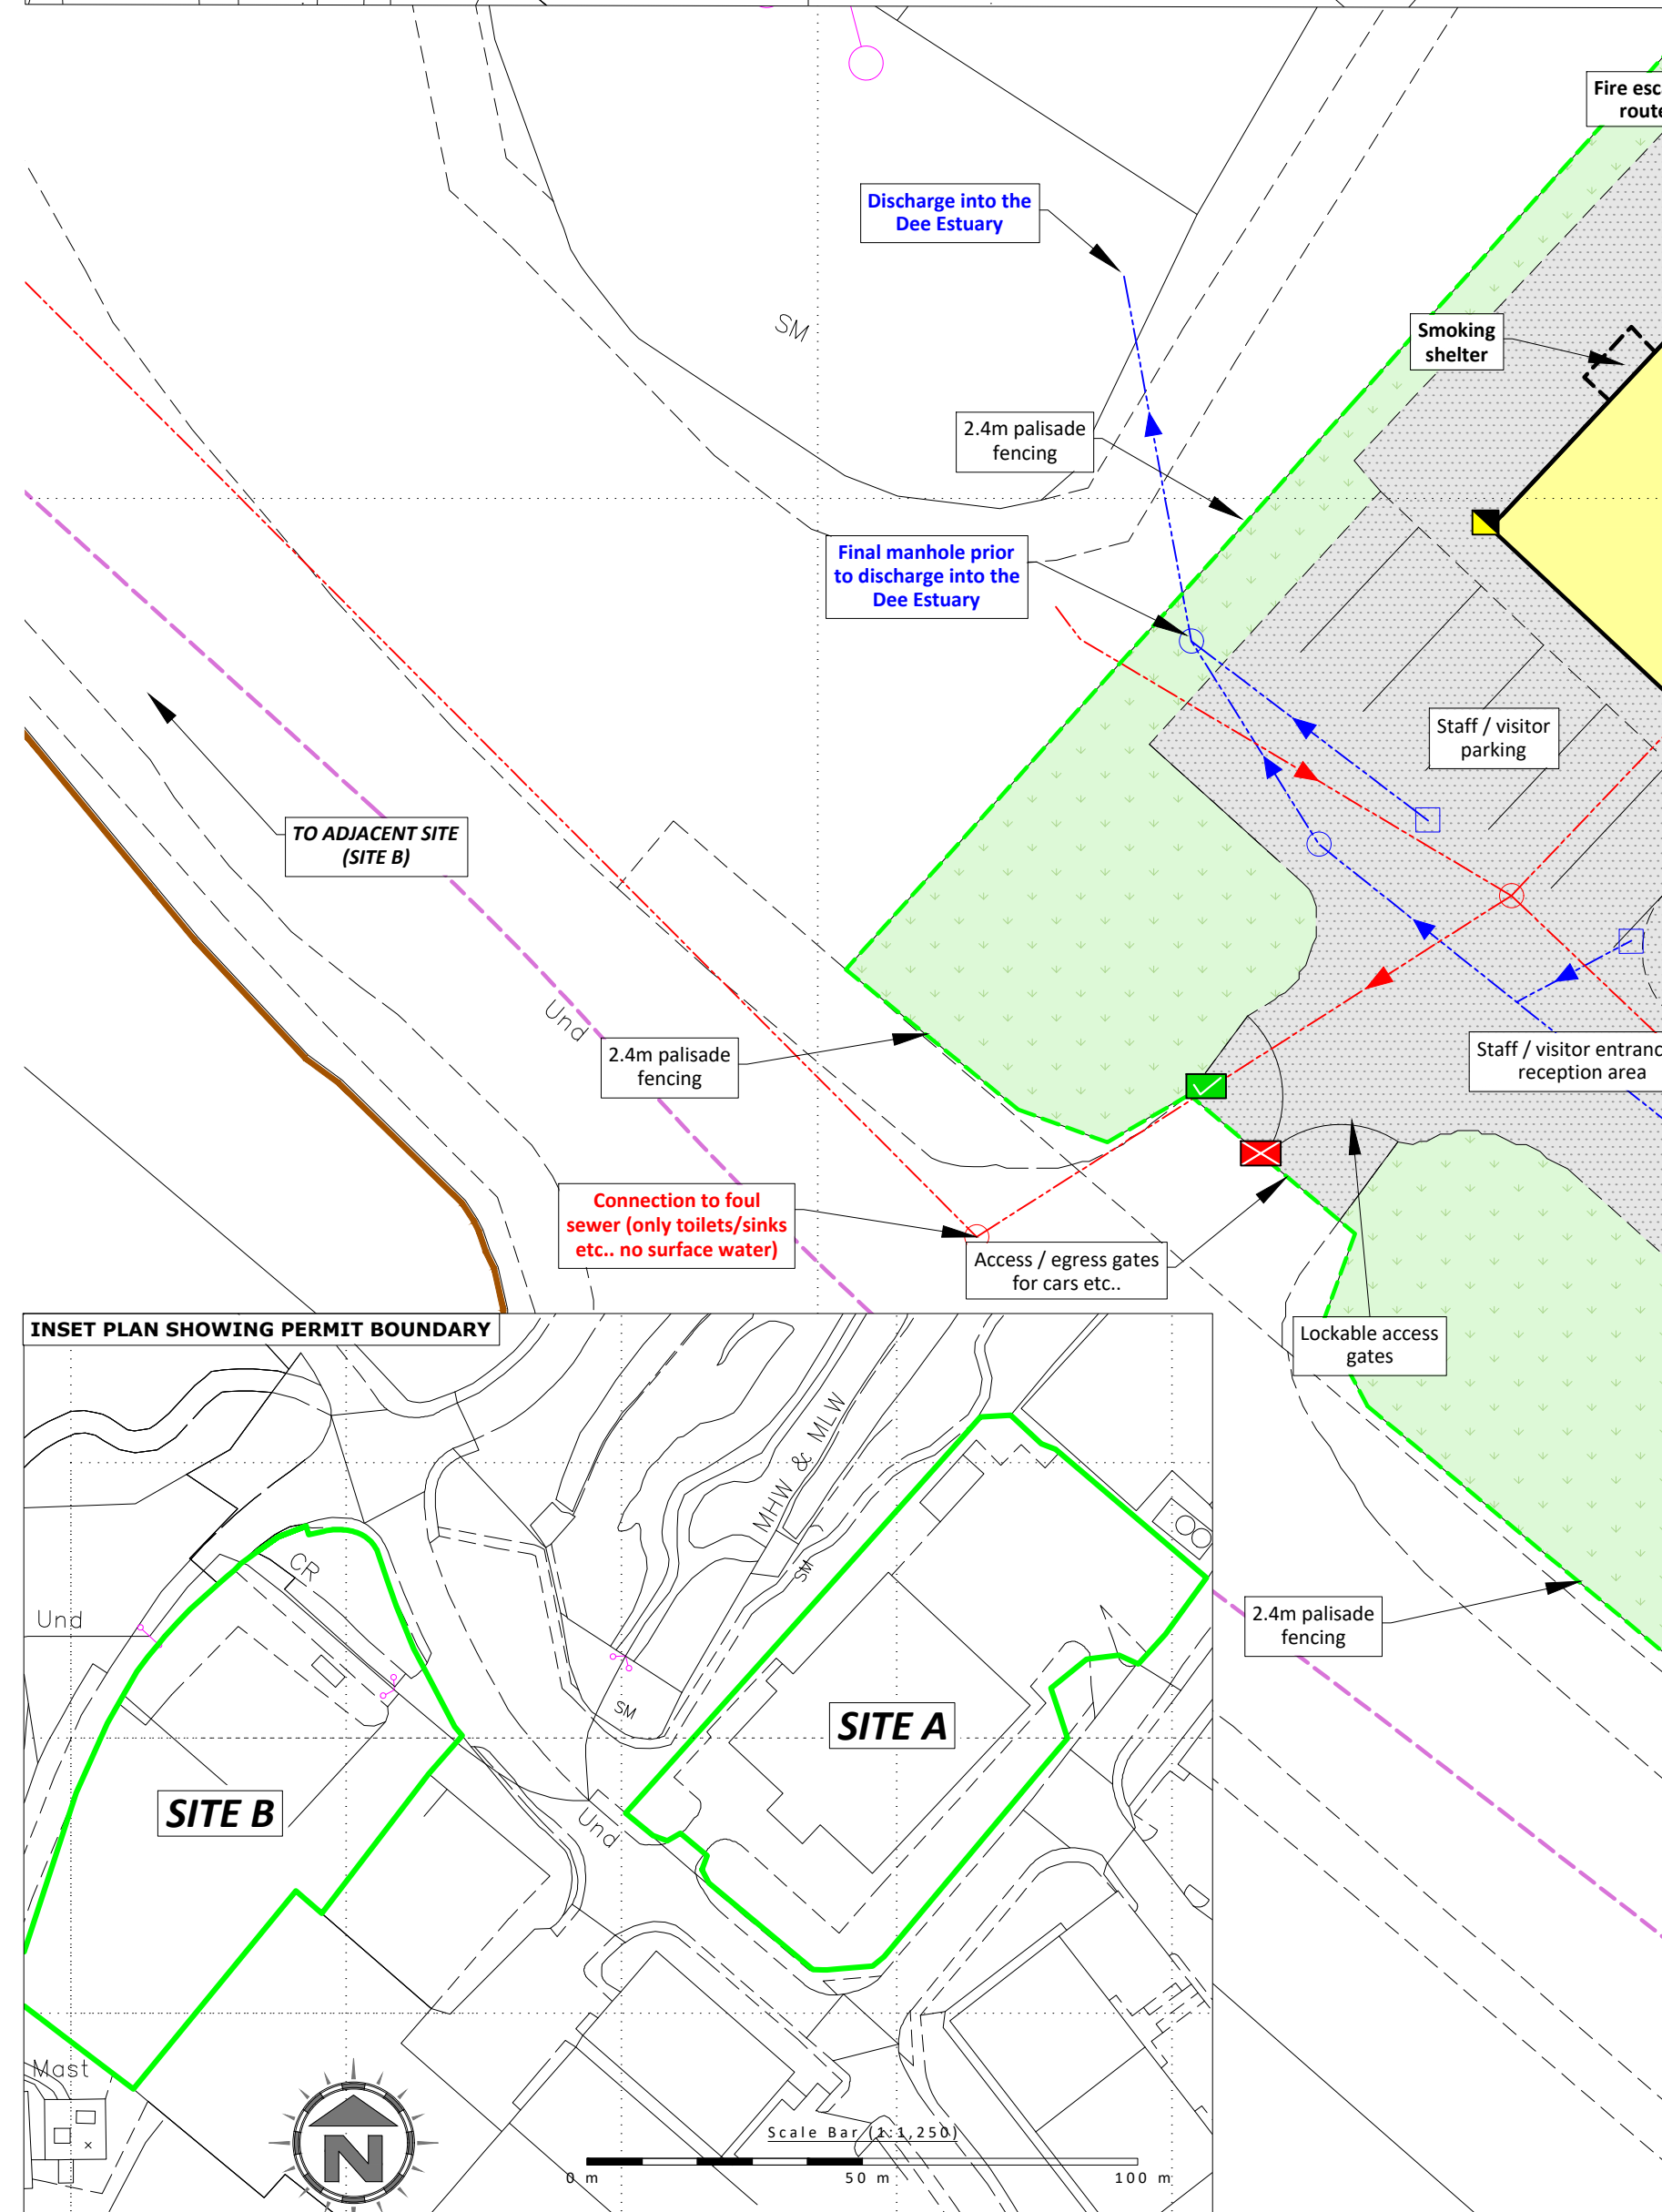 Fire esc
route
Discharge into the
Dee Estuary
SM
Smoking
shelter
2.4m palisade
fencing
Final manhole prior
to discharge into the
Dee Estuary
Staff / visitor
parking
TO ADJACENT SITE
(SITE B)
Und
2.4m palisade
fencing
Staff / visitor entranc
reception area
Connection to foul
sewer (only toilets/sinks
etc.. no surface water)
Access / egress gates
for cars etc..
INSET PLAN SHOWING PERMIT BOUNDARY
Lockable access
gates
MHW & MLW
SM
CR
Und
2.4m palisade
fencing
SM
SITE A
SITE B
Und
Mast
N
Scale Bar (1:1,250)
0 m 50 m 100 m